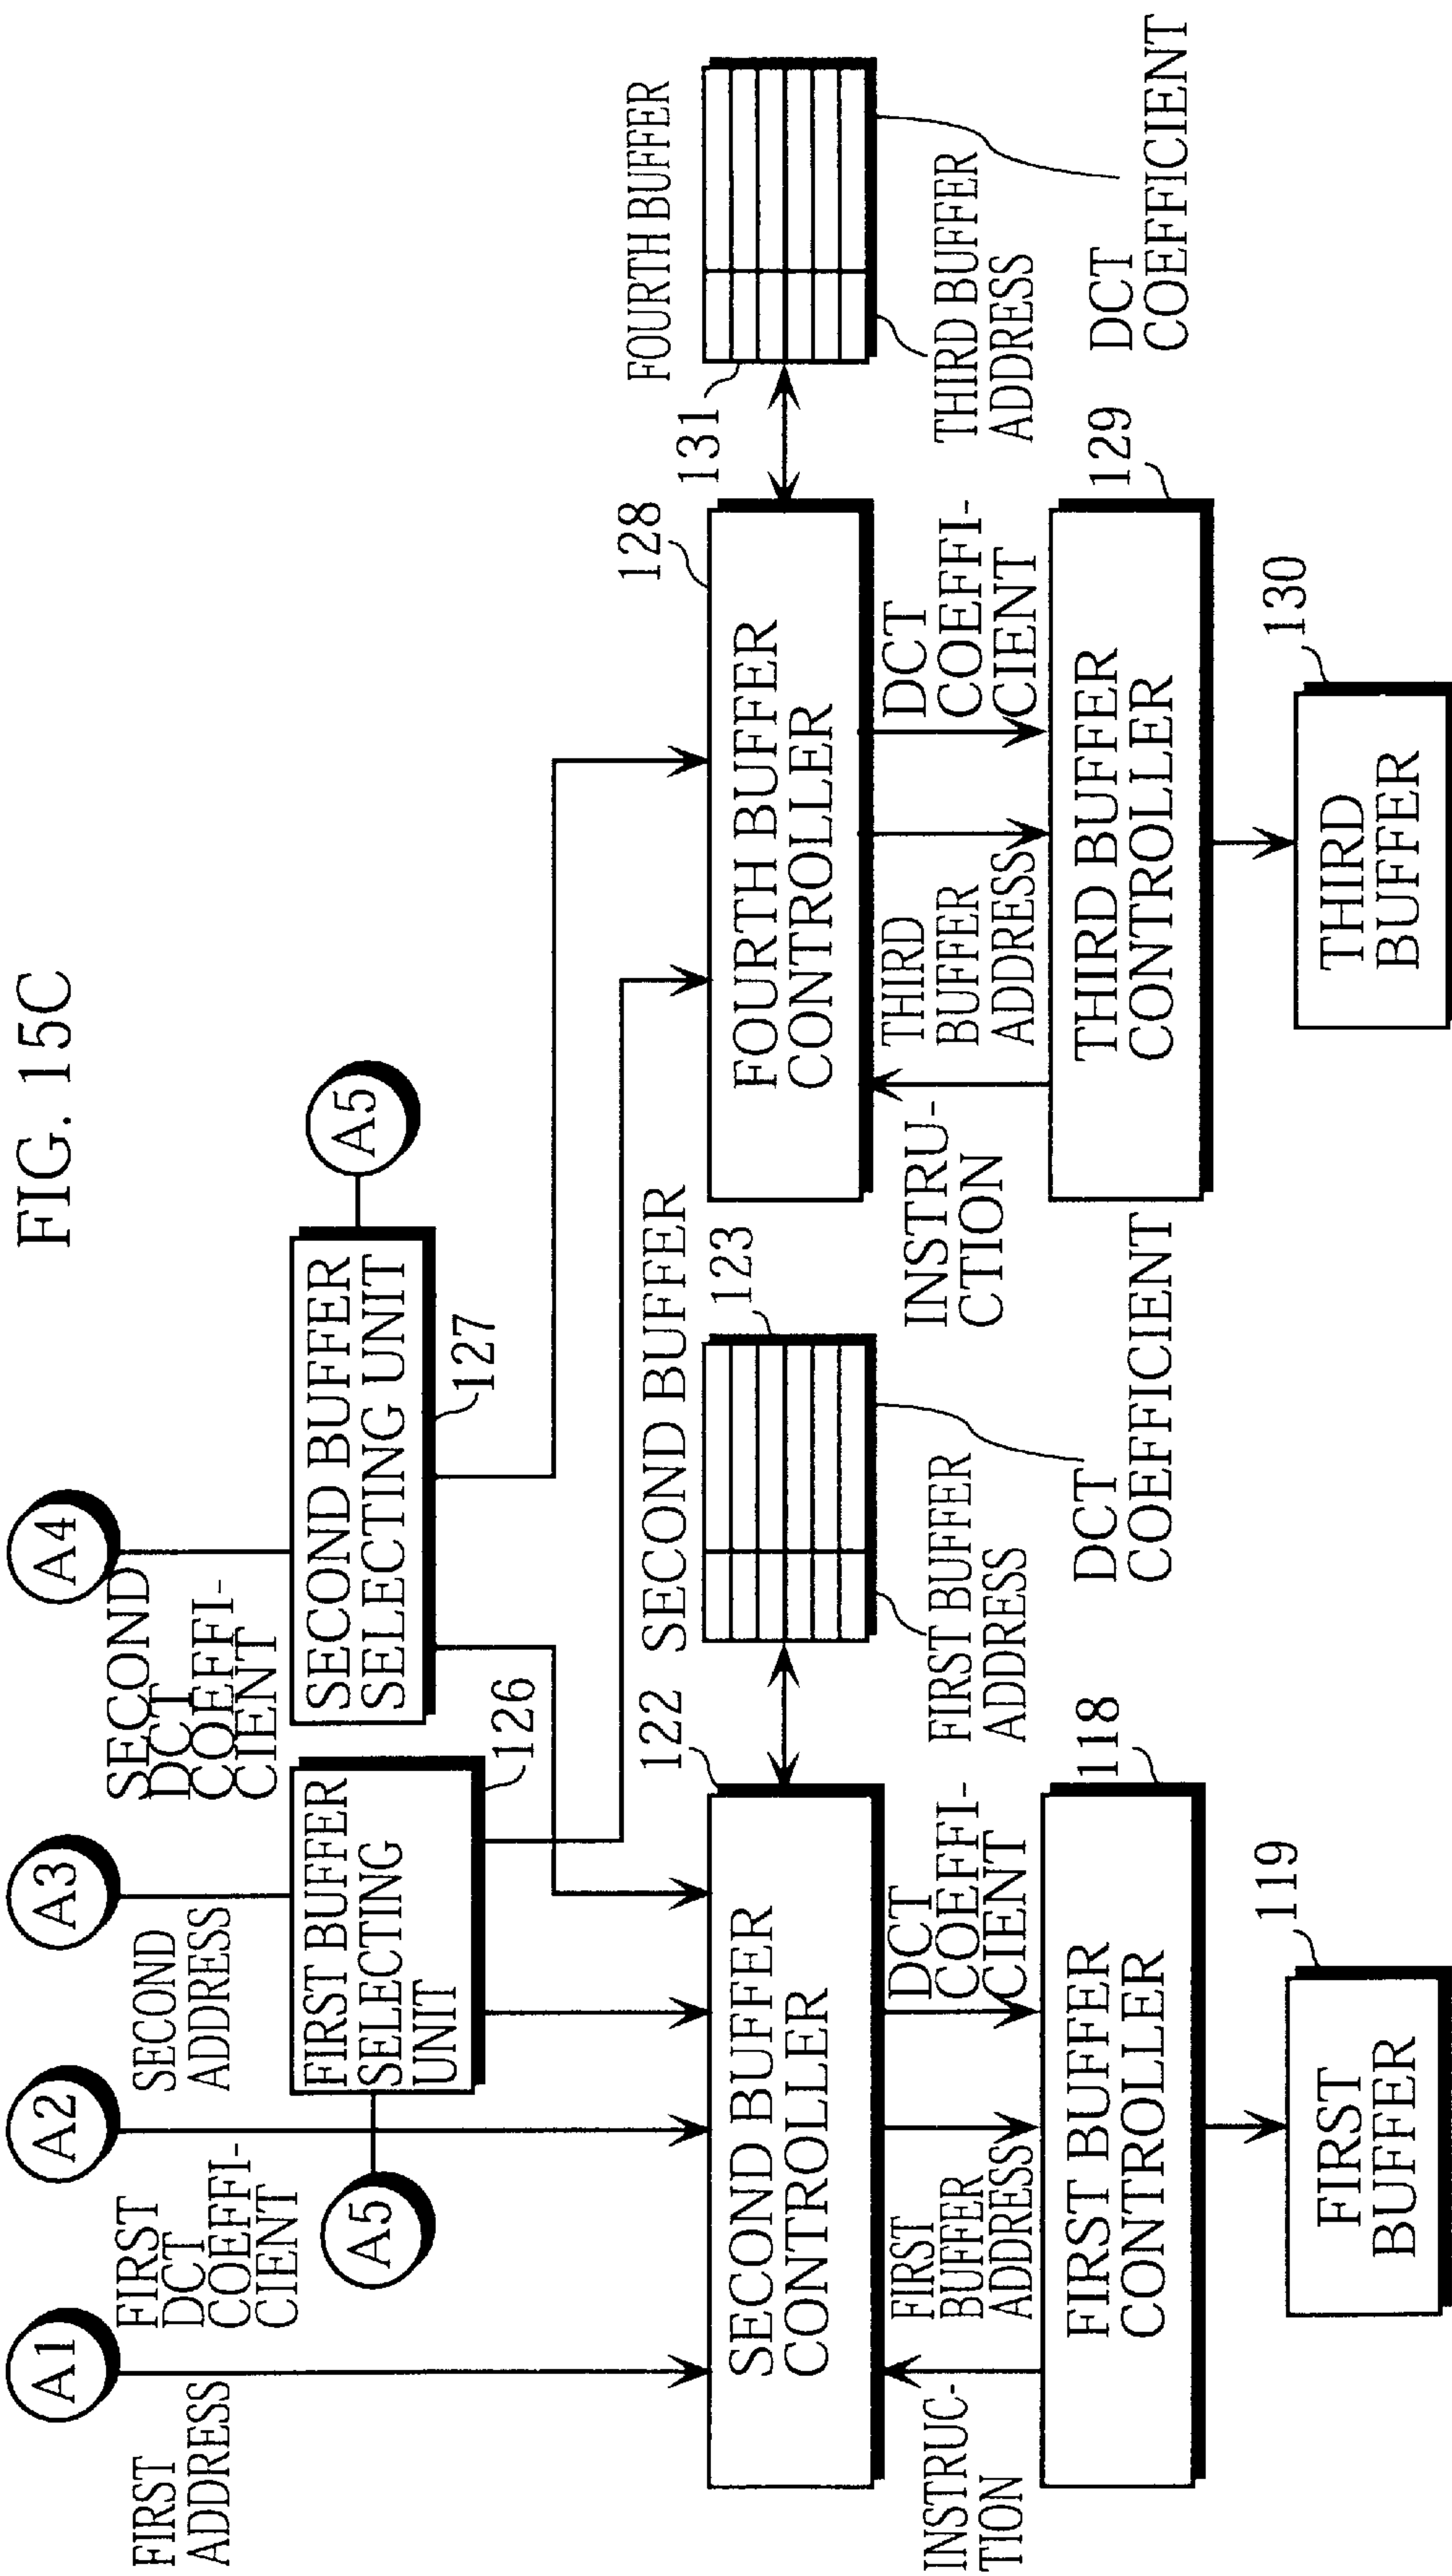 FIG. 15C
A1
A2
A3
A4
FIRST
ADDRESS
FIRST
DCT
COEFFI-
CIENT
SECOND
ADDRESS
SECOND
DCT
COEFFI-
CIENT
A5
FIRST BUFFER
SELECTING
UNIT
126
SECOND BUFFER
SELECTING UNIT
127
A5
SECOND BUFFER
CONTROLLER
122
SECOND BUFFER
123
FIRST BUFFER
ADDRESS
DCT
COEFFICIENT
FOURTH BUFFER
CONTROLLER
128
FOURTH BUFFER
131
THIRD BUFFER
ADDRESS
DCT
COEFFICIENT
INSTRUC-
TION
FIRST
BUFFER
ADDRESS
DCT
COEFFI-
CIENT
INSTRU-
CTION
THIRD
BUFFER
ADDRESS
DCT
COEFFI-
CIENT
FIRST BUFFER
CONTROLLER
118
THIRD BUFFER
CONTROLLER
129
FIRST
BUFFER
119
THIRD
BUFFER
130